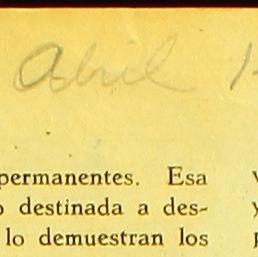 Abril
permanentes. Esa
destinada a des-
lo demuestran los